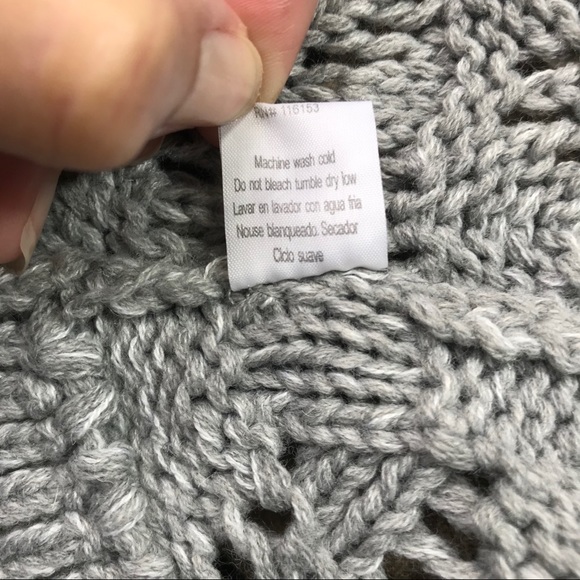 RN# 116153
Machine wash cold
Do not bleach tumble dry low
Lavar en lavador con agua fria
Nouse blanqueado. Secador
Ciclo suave